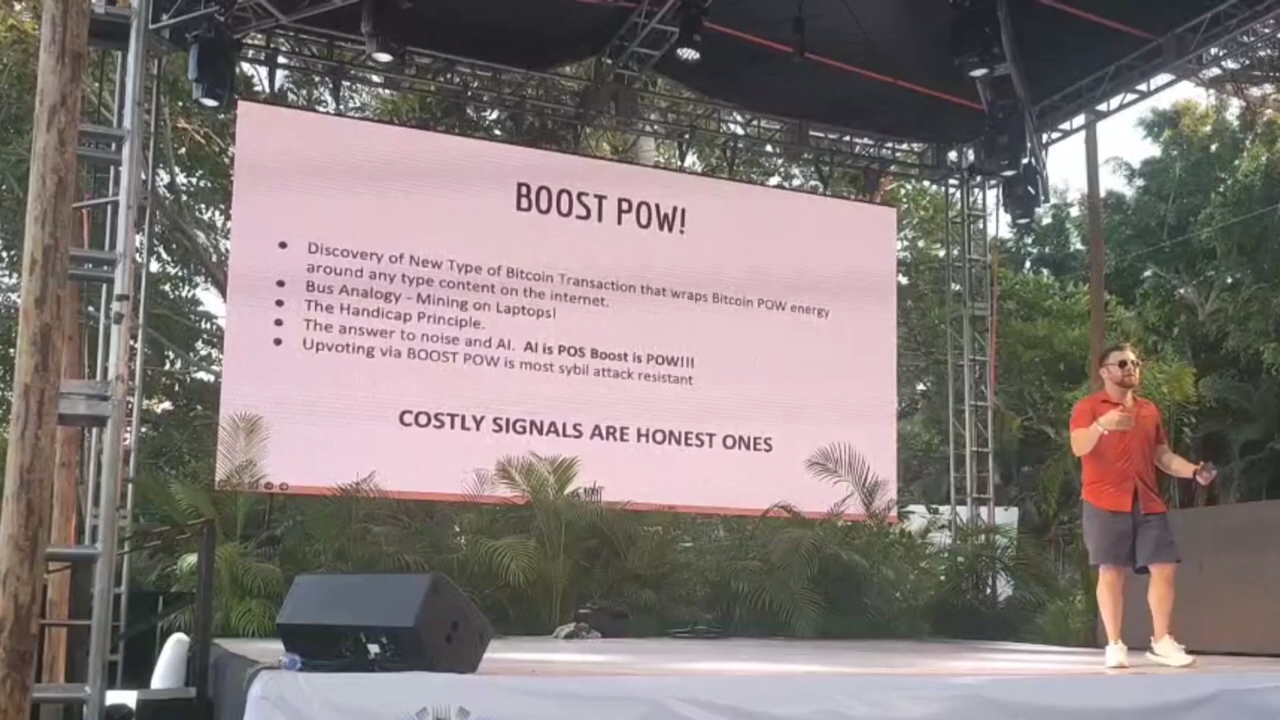 BOOST POW!
Discovery of New Type of Bitcoin Transaction that wraps Bitcoin POW energy
around any type content on the internet.
Bus Analogy - Mining on Laptops!
The Handicap Principle.
The answer to noise and AI. AI is POS Boost is POW!!!
Upvoting via BOOST POW is most sybil attack resistant
COSTLY SIGNALS ARE HONEST ONES